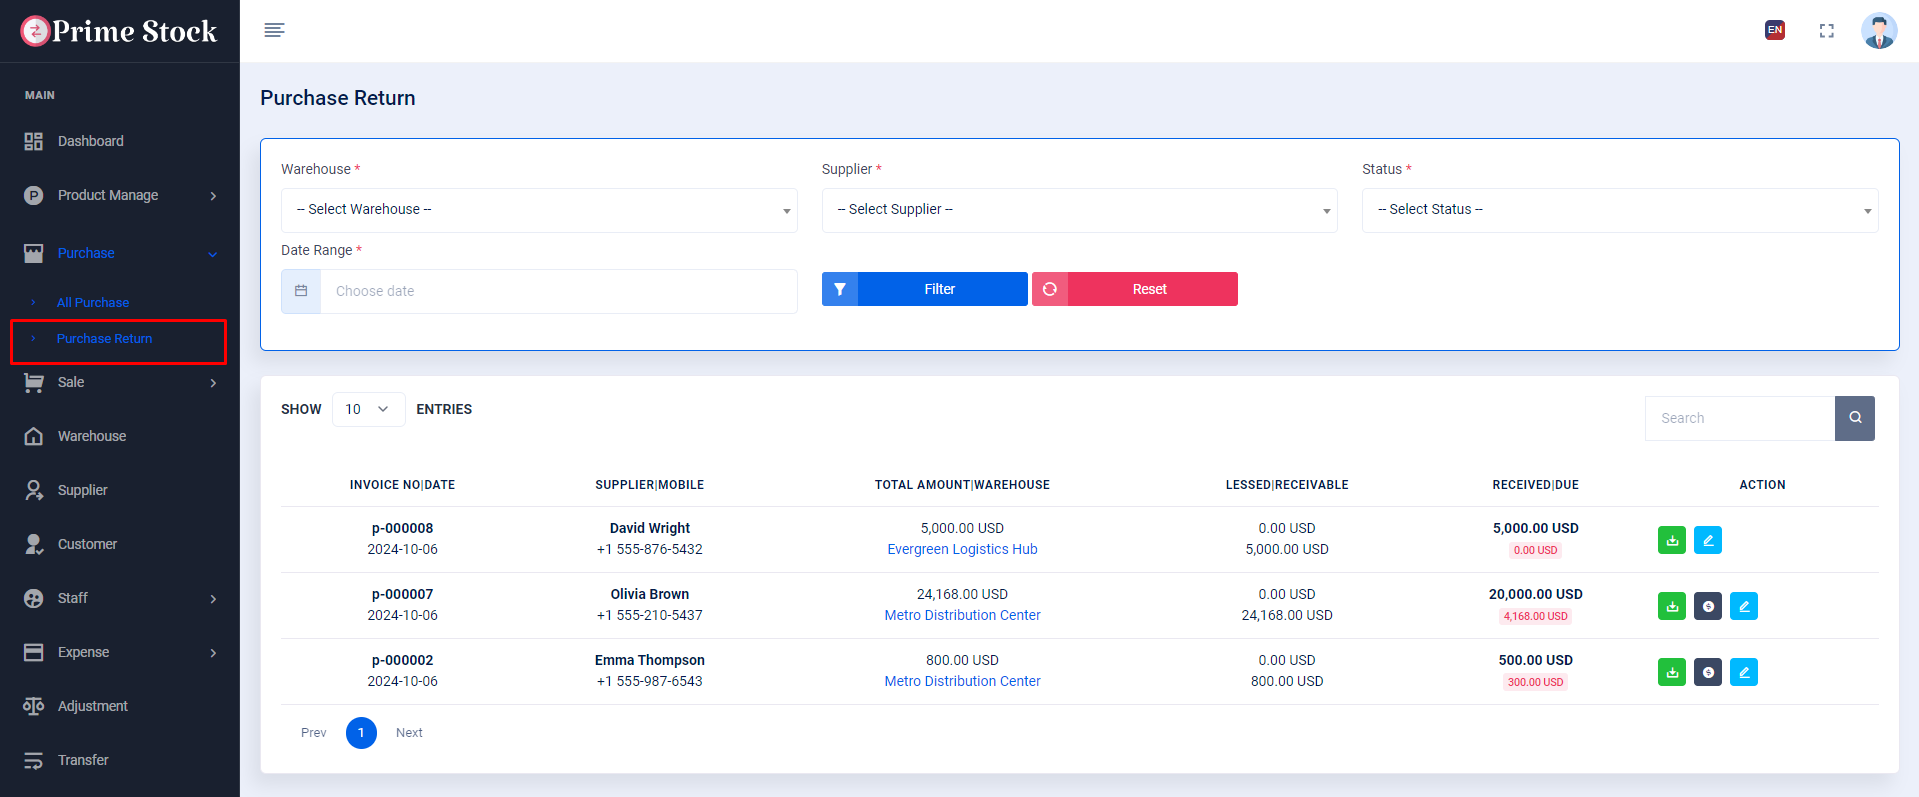 Prime Stock
EN
MAIN
Dashboard
Product Manage
Purchase
All Purchase
Purchase Return
Sale
Warehouse
Supplier
Customer
Staff
Expense
Adjustment
Transfer
Purchase Return
Warehouse * Supplier * Status *
-- Select Warehouse -- -- Select Supplier -- -- Select Status --
Date Range *
Choose date Filter Reset
SHOW 10 ENTRIES Search
INVOICE NO|DATE SUPPLIER|MOBILE TOTAL AMOUNT|WAREHOUSE LESSED|RECEIVABLE RECEIVED|DUE ACTION
p-000008 David Wright 5,000.00 USD 0.00 USD 5,000.00 USD
2024-10-06 +1 555-876-5432 Evergreen Logistics Hub 5,000.00 USD 0.00 USD
p-000007 Olivia Brown 24,168.00 USD 0.00 USD 20,000.00 USD
2024-10-06 +1 555-210-5437 Metro Distribution Center 24,168.00 USD 4,168.00 USD
p-000002 Emma Thompson 800.00 USD 0.00 USD 500.00 USD
2024-10-06 +1 555-987-6543 Metro Distribution Center 800.00 USD 300.00 USD
Prev 1 Next